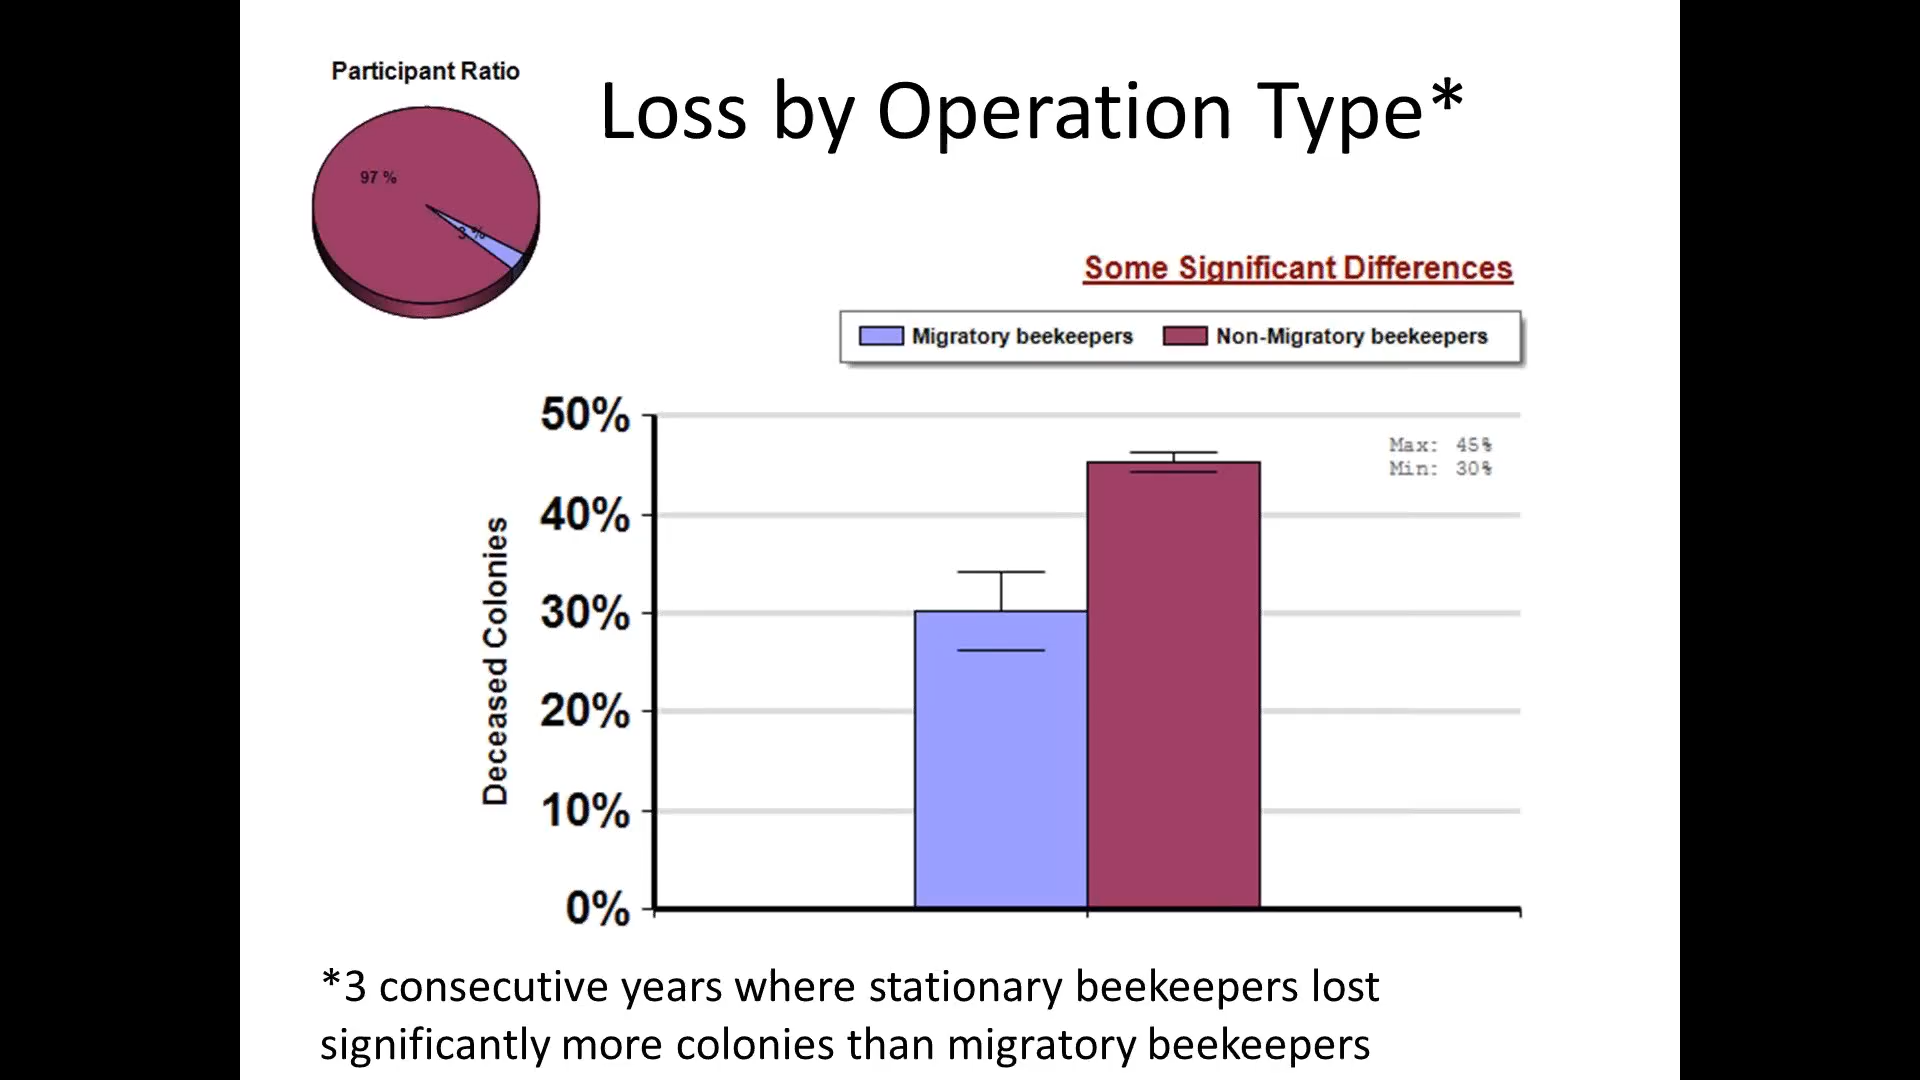 Participant Ratio
Loss by Operation Type*
97 %
3 %
Some Significant Differences
Migratory beekeepers Non-Migratory beekeepers
50%
Max: 45%
Min: 30%
40%
30%
20%
10%
0%
Deceased Colonies
*3 consecutive years where stationary beekeepers lost
significantly more colonies than migratory beekeepers